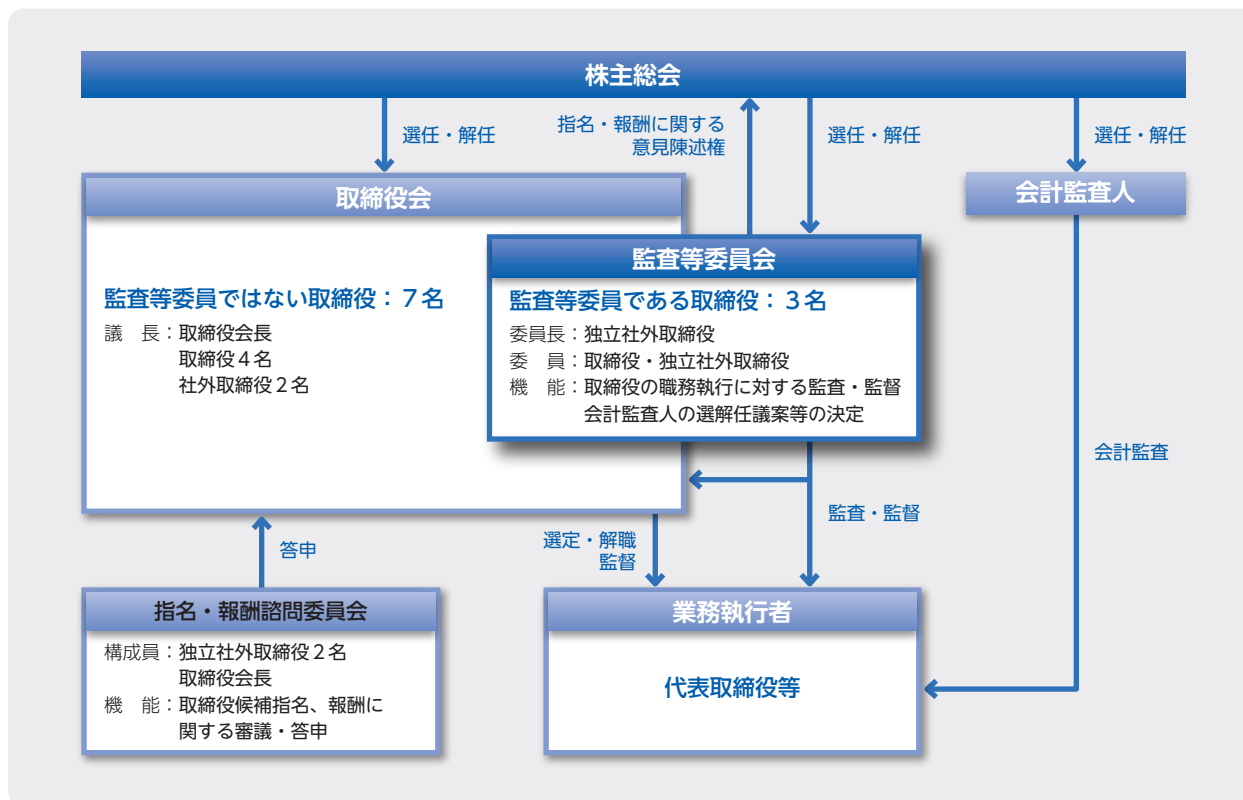 株主総会
選任・解任
指名・報酬に関する
意見陳述権
選任・解任
選任・解任
取締役会
会計監査人
監査等委員会
監査等委員ではない取締役：７名
議　長：取締役会長
取締役４名
社外取締役２名
監査等委員である取締役：３名
委員長：独立社外取締役
委　員：取締役・独立社外取締役
機　能：取締役の職務執行に対する監査・監督
会計監査人の選解任議案等の決定
会計監査
監査・監督
選定・解職
監督
答申
指名・報酬諮問委員会
構成員：独立社外取締役２名
取締役会長
機　能：取締役候補指名、報酬に
関する審議・答申
業務執行者
代表取締役等